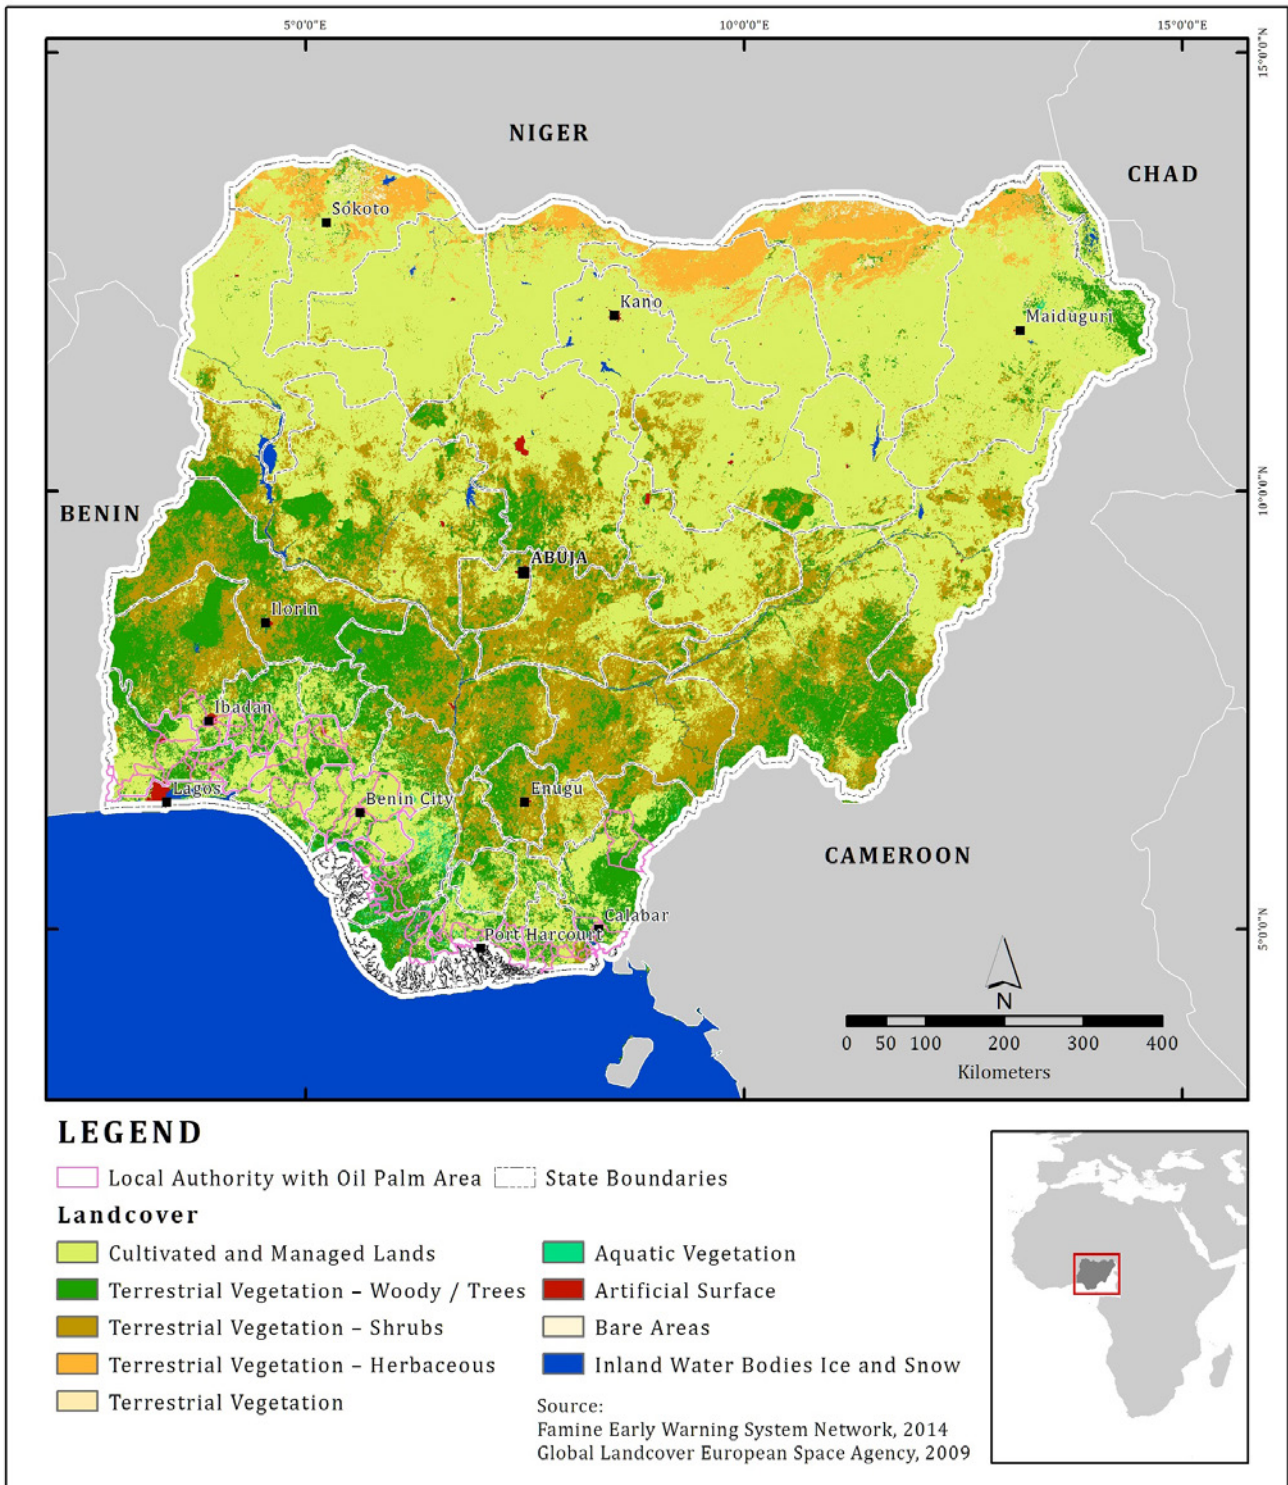 5°0'0"E
10°0'0"E
15°0'0"E
15°0'0"N
NIGER
CHAD
Sokoto
Kano
Maiduguri
10°0'0"N
BENIN
ABUJA
Ilorin
Ibadan
Lagos
Benin City
Enugu
CAMEROON
Calabar
Port Harcourt
5°0'0"N
N
0 50 100 200 300 400
Kilometers
LEGEND
Local Authority with Oil Palm Area
State Boundaries
Landcover
Cultivated and Managed Lands
Terrestrial Vegetation – Woody / Trees
Terrestrial Vegetation – Shrubs
Terrestrial Vegetation – Herbaceous
Terrestrial Vegetation
Aquatic Vegetation
Artificial Surface
Bare Areas
Inland Water Bodies Ice and Snow
Source:
Famine Early Warning System Network, 2014
Global Landcover European Space Agency, 2009